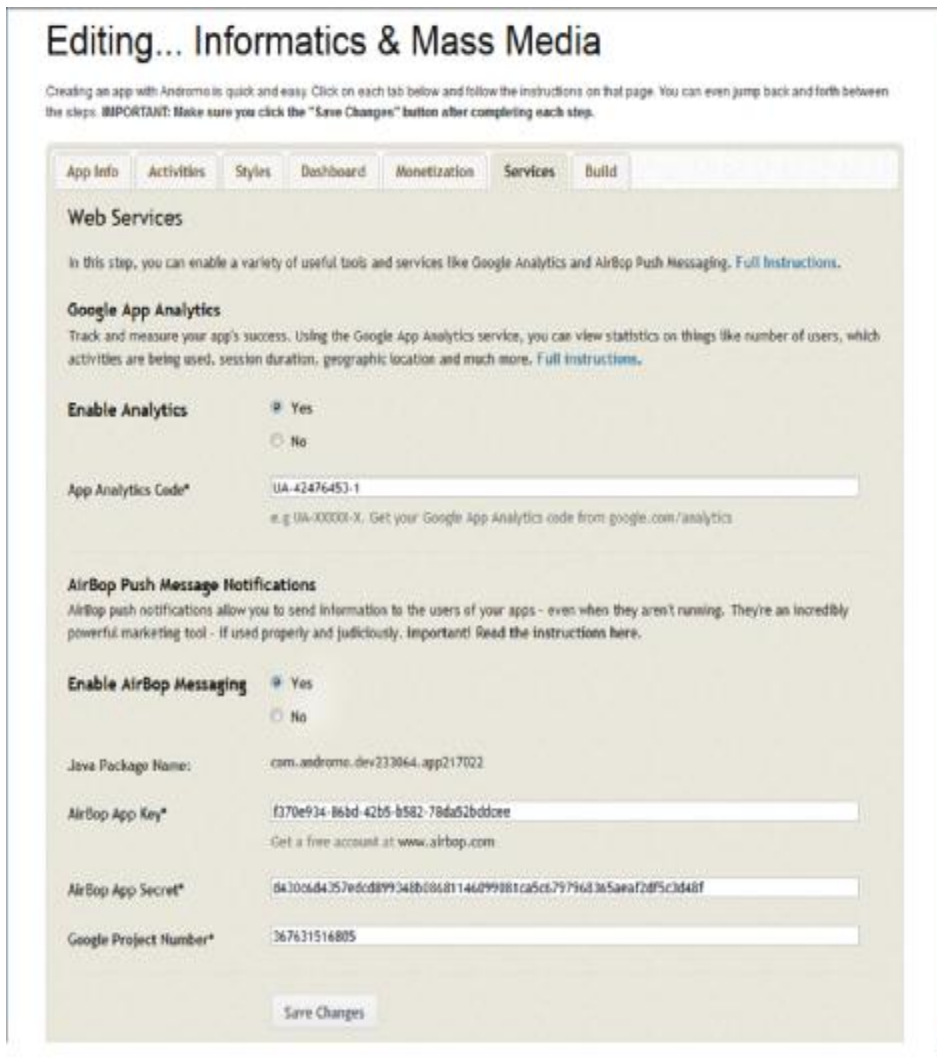 Editing... Informatics & Mass Media
Creating an app with Andromo is quick and easy. Click on each tab below and follow the instructions on that page. You can even jump back and forth between
the steps. IMPORTANT: Make sure you click the "Save Changes" button after completing each step.
App Info Activities Styles Dashboard Monetization Services Build
Web Services
In this step, you can enable a variety of useful tools and services like Google Analytics and AirBop Push Messaging. Full Instructions.
Google App Analytics
Track and measure your app's success. Using the Google App Analytics service, you can view statistics on things like number of users, which
activities are being used, session duration, geographic location and much more. Full instructions.
Enable Analytics Yes
No
App Analytics Code* UA-42476453-1
e.g UA-XXXXX-X. Get your Google App Analytics code from google.com/analytics
AirBop Push Message Notifications
AirBop push notifications allow you to send information to the users of your apps - even when they aren't running. They're an incredibly
powerful marketing tool - if used properly and judiciously. Important! Read the instructions here.
Enable AirBop Messaging Yes
No
Java Package Name: com.andromo.dev233064.app217022
AirBop App Key* f370e934-86bd-42b5-b582-78da52bddcee
Get a free account at www.airbop.com
AirBop App Secret*
Google Project Number* 367631516805
Save Changes